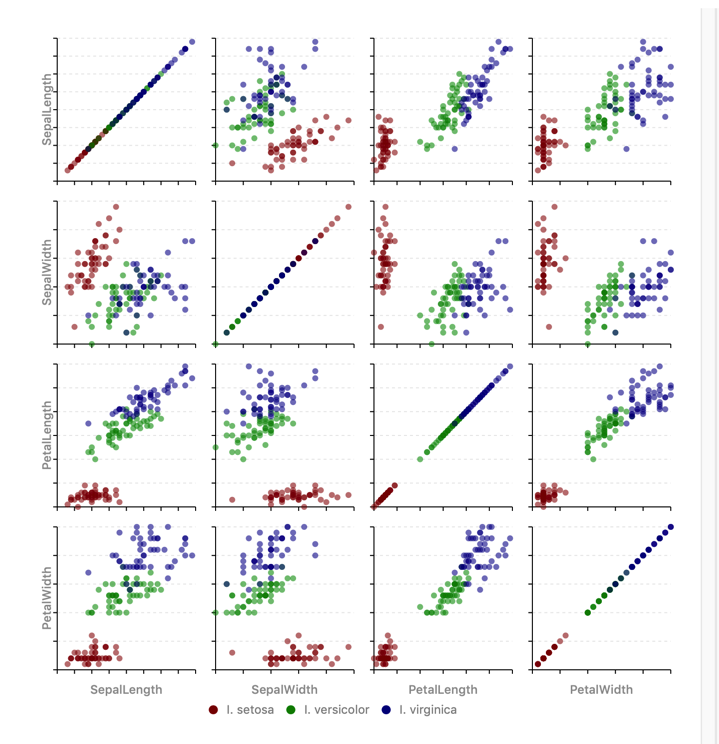 SepalLength
SepalWidth
PetalLength
PetalWidth
SepalLength SepalWidth PetalLength PetalWidth
I. setosa I. versicolor I. virginica